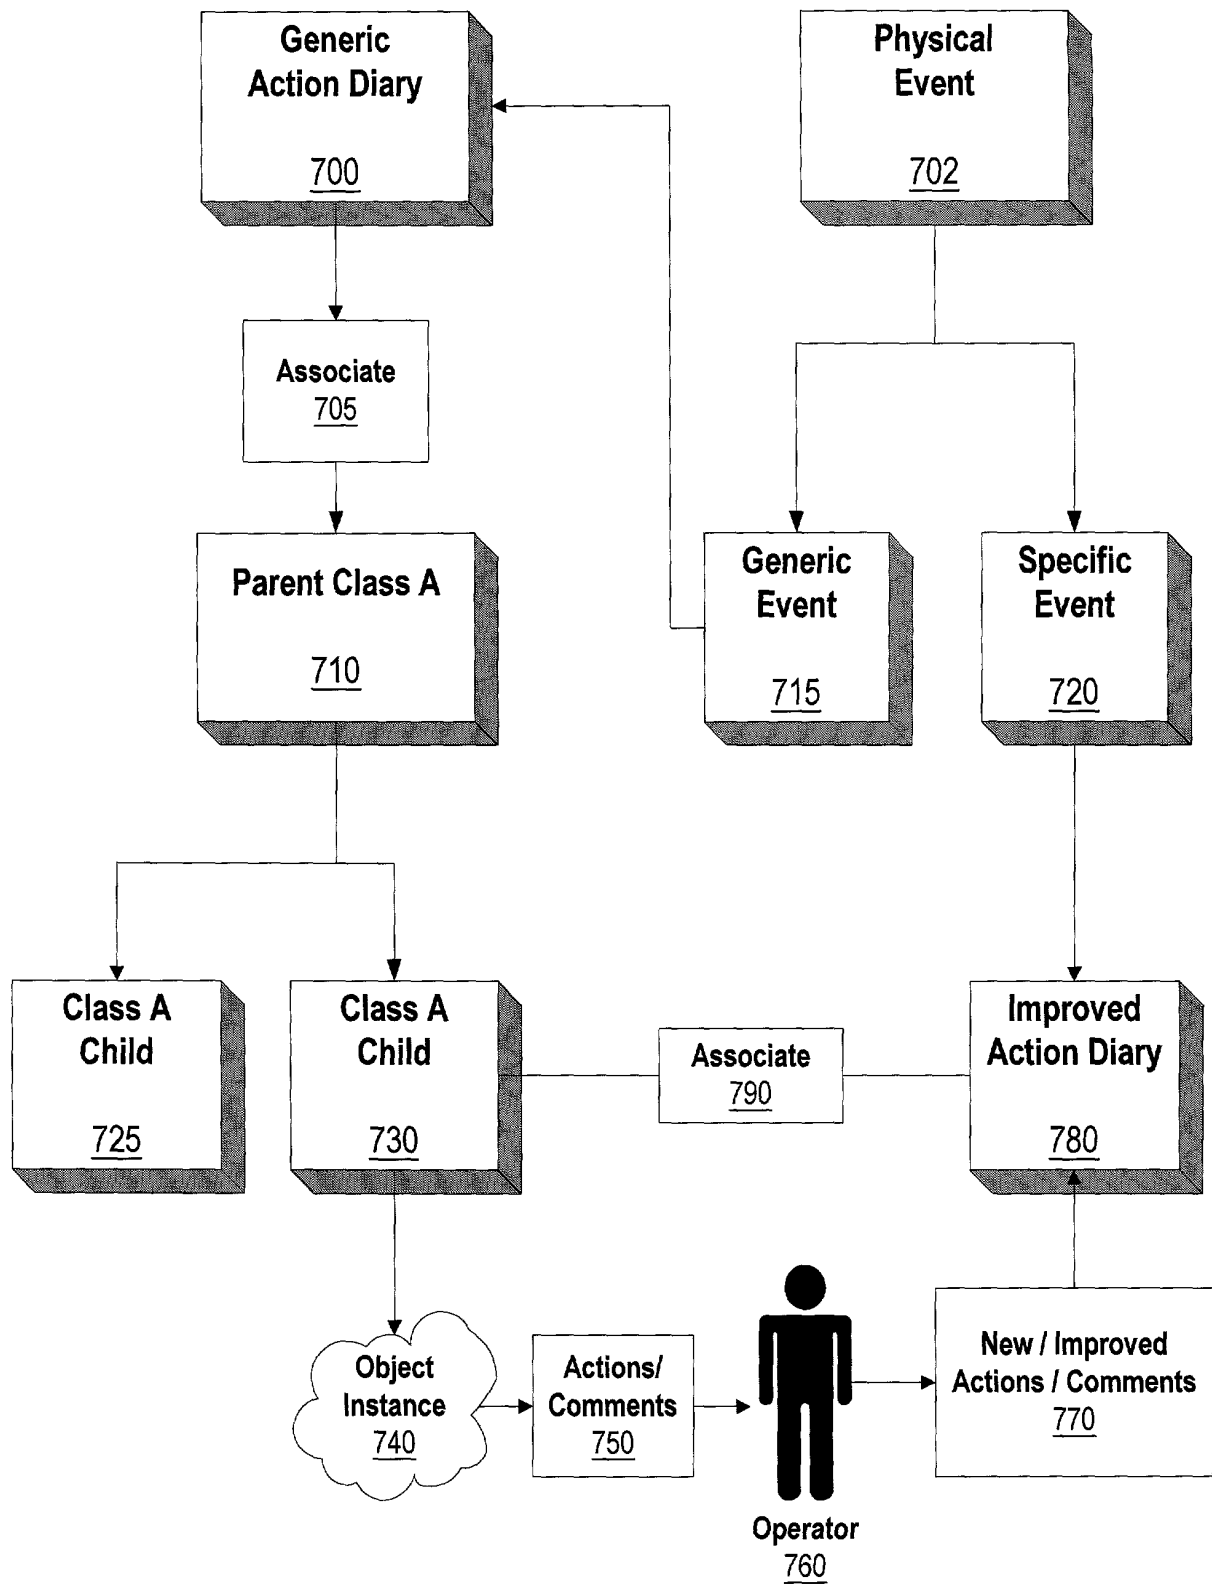 Generic
Action Diary
700
Physical
Event
702
Associate
705
Parent Class A
710
Generic
Event
715
Specific
Event
720
Class A
Child
725
Class A
Child
730
Associate
790
Improved
Action Diary
780
Object
Instance
740
Actions/
Comments
750
Operator
760
New / Improved
Actions / Comments
770